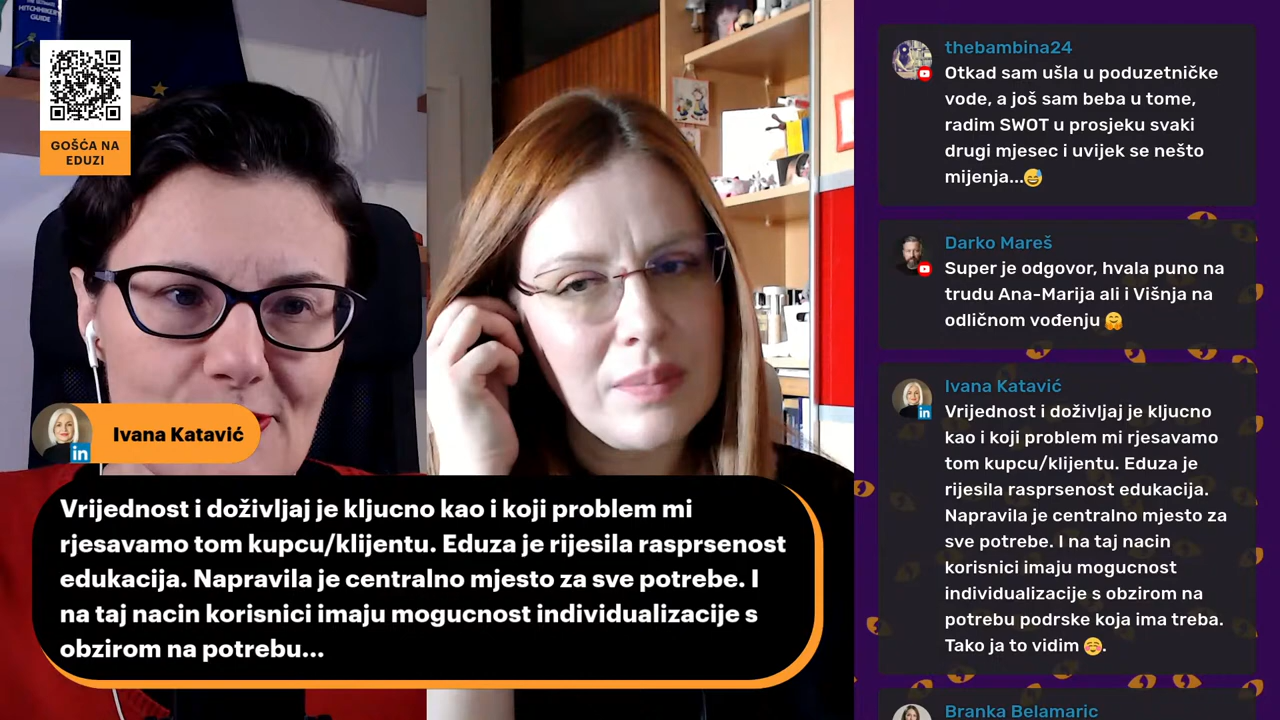 HITCHHIKER
GUIDE
GOŠĆA NA
EDUZI
Ivana Katavić
Vrijednost i doživljaj je kljucno kao i koji problem mi
rjesavamo tom kupcu/klijentu. Eduza je rijesila rasprsenost
edukacija. Napravila je centralno mjesto za sve potrebe. I
na taj nacin korisnici imaju mogucnost individualizacije s
obzirom na potrebu...
thebambina24
Otkad sam ušla u poduzetničke
vode, a još sam beba u tome,
radim SWOT u prosjeku svaki
drugi mjesec i uvijek se nešto
mijenja...😅
Darko Mareš
Super je odgovor, hvala puno na
trudu Ana-Marija ali i Višnja na
odličnom vođenju 🤗
Ivana Katavić
Vrijednost i doživljaj je kljucno
kao i koji problem mi rjesavamo
tom kupcu/klijentu. Eduza je
rijesila rasprsenost edukacija.
Napravila je centralno mjesto za
sve potrebe. I na taj nacin
korisnici imaju mogucnost
individualizacije s obzirom na
potrebu podrske koja ima treba.
Tako ja to vidim ☺️.
Branka Belamaric